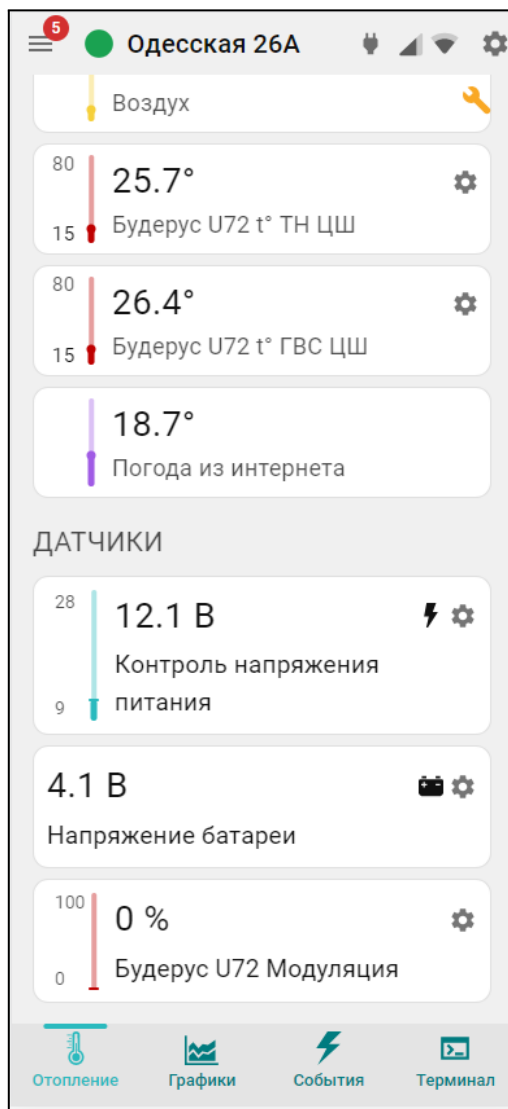 5
Одесская 26А
Воздух
80
25.7°
15
Будерус U72 t° ТН ЦШ
80
26.4°
15
Будерус U72 t° ГВС ЦШ
18.7°
Погода из интернета
ДАТЧИКИ
28
12.1 В
Контроль напряжения
9
питания
4.1 В
Напряжение батареи
100
0 %
0
Будерус U72 Модуляция
Отопление Графики События Терминал